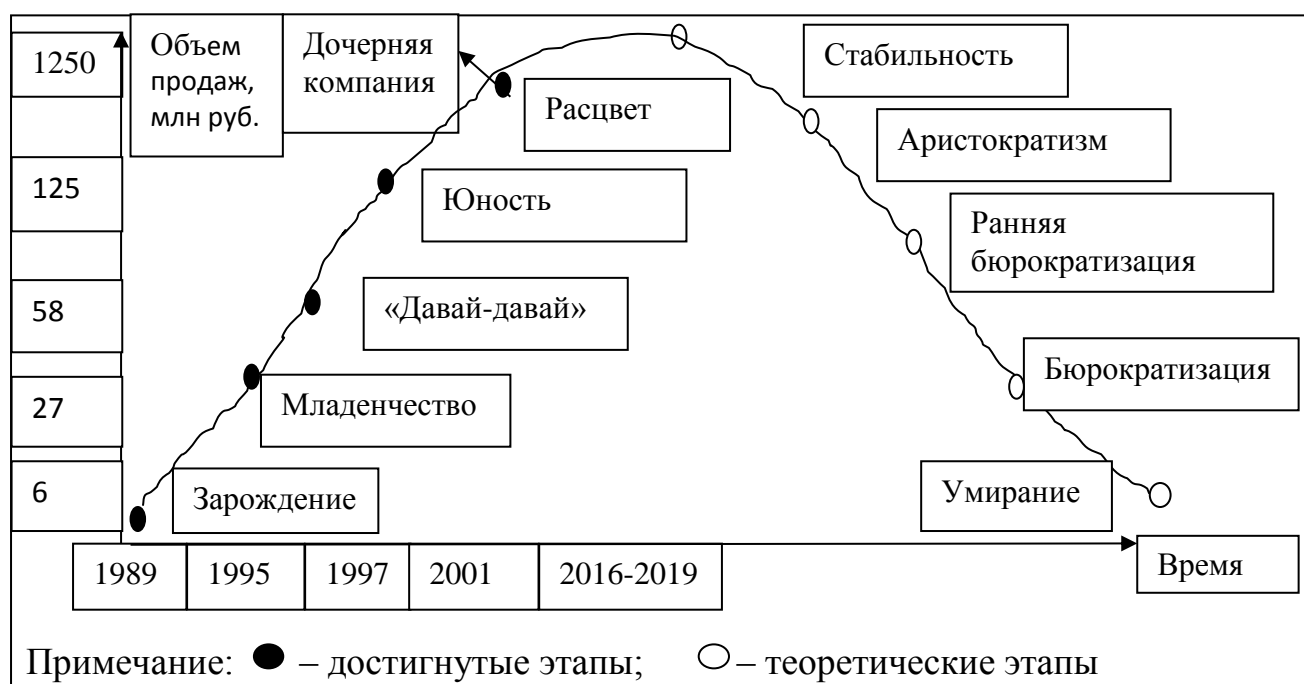 1250
Объем
продаж,
млн руб.
Дочерняя
компания
Стабильность
Расцвет
Аристократизм
125
Юность
Ранняя
бюрократизация
58
«Давай-давай»
Бюрократизация
27
Младенчество
6
Зарождение
Умирание
1989
1995
1997
2001
2016-2019
Время
Примечание: – достигнутые этапы; – теоретические этапы